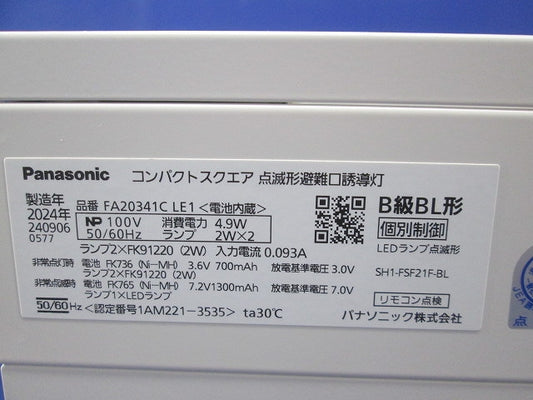 Panasonic コンパクトスクエア 点滅形避難口誘導灯
製造年 2024年 240906 0577
品番 FA20341C LE1 <電池内蔵>
NP 100V 50/60Hz 消費電力 4.9W ランプ 2W×2
ランプ2×FK91220 (2W) 入力電流 0.093A
非常点灯時 電池 FK736 (Ni-MH) 3.6V 700mAh 放電基準電圧 3.0V
ランプ2×FK91220 (2W)
非常点滅時 電池 FK765 (Ni-MH) 7.2V1300mAh 放電基準電圧 7.0V
ランプ1×LEDランプ
50/60Hz <認定番号1AM221-3535> ta30℃
B級BL形
個別制御
LEDランプ点滅形
SH1-FSF21F-BL
リモコン点検
パナソニック株式会社
JEA
点